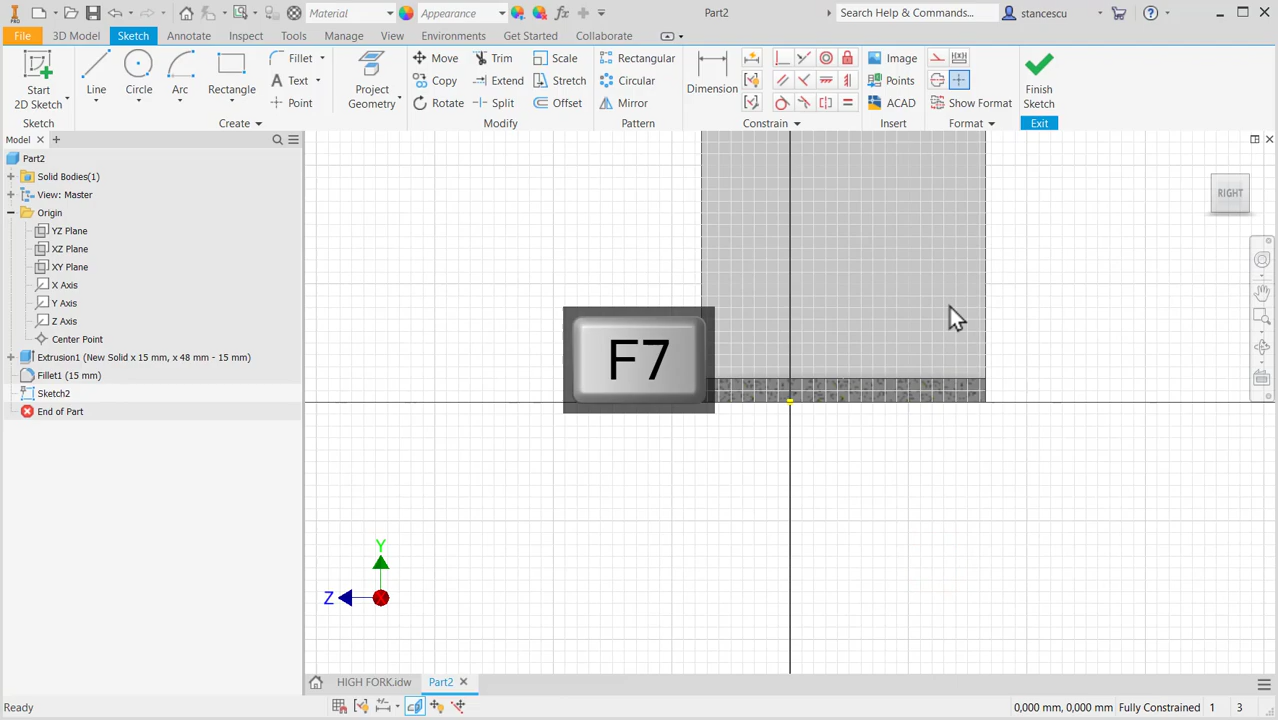 PRO
Material
Appearance
Part2
Search Help & Commands...
stancescu
File
3D Model
Sketch
Annotate
Inspect
Tools
Manage
View
Environments
Get Started
Collaborate
Start
2D Sketch
Line
Circle
Arc
Rectangle
Fillet
Text
Point
Project
Geometry
Move
Copy
Rotate
Trim
Extend
Split
Scale
Stretch
Offset
Rectangular
Circular
Mirror
Dimension
Image
Points
ACAD
Show Format
Finish
Sketch
Sketch
Create
Modify
Pattern
Constrain
Insert
Format
Exit
Model
Part2
Solid Bodies(1)
View: Master
Origin
YZ Plane
XZ Plane
XY Plane
X Axis
Y Axis
Z Axis
Center Point
Extrusion1 (New Solid x 15 mm, x 48 mm - 15 mm)
Fillet1 (15 mm)
Sketch2
End of Part
RIGHT
F7
Y
Z
X
HIGH FORK.idw
Part2
Ready
0,000 mm, 0,000 mm
Fully Constrained
1
3